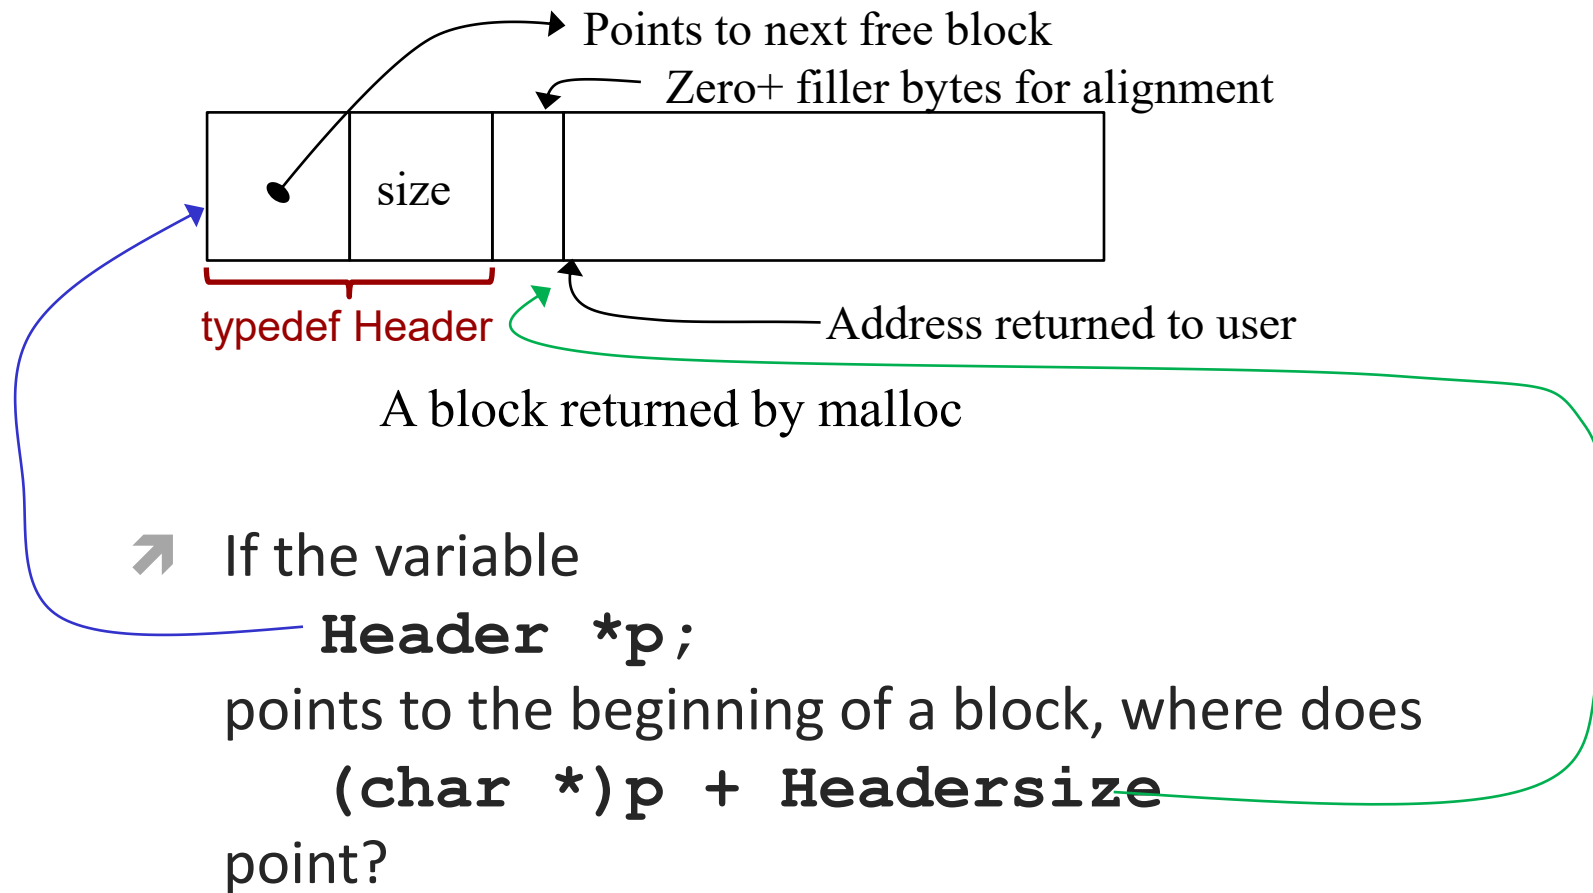 Points to next free block
Zero+ filler bytes for alignment
size
typedef Header
Address returned to user
A block returned by malloc
If the variable
Header *p;
points to the beginning of a block, where does
(char *)p + Headersize
point?